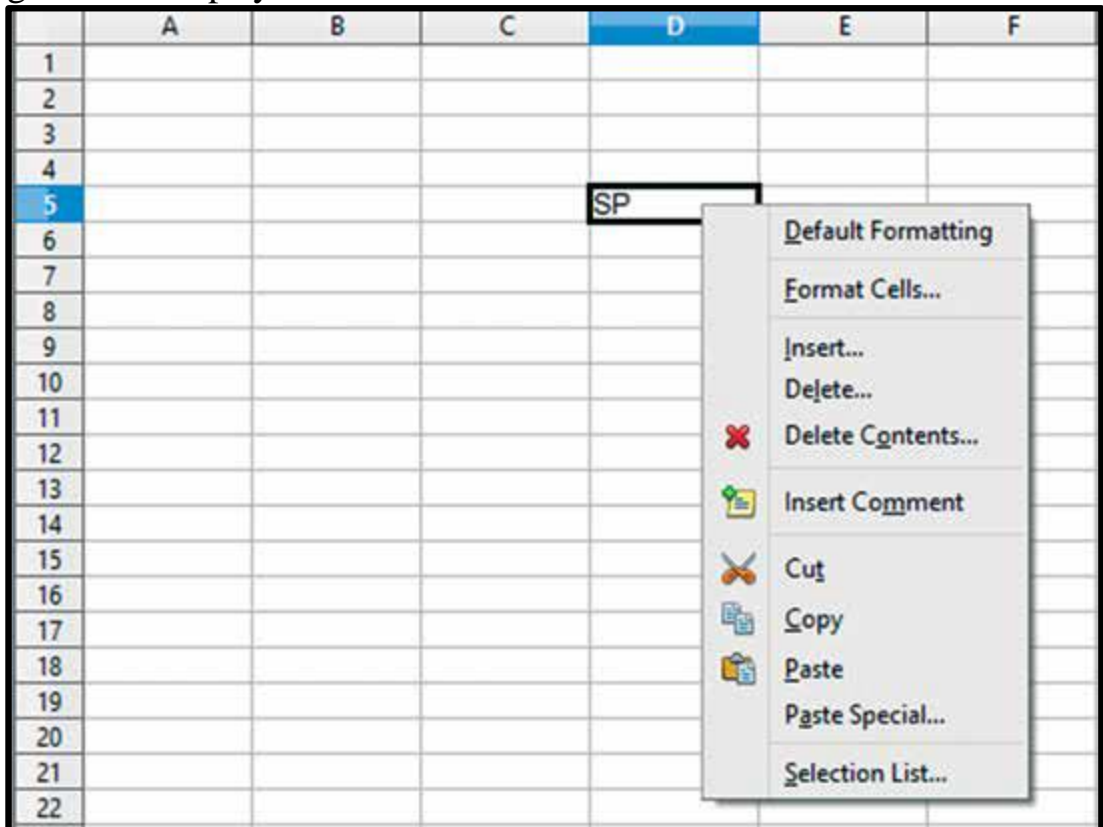 A B C D E F
1
2
3
4
5 SP
6 Default Formatting
7
8 Format Cells...
9 Insert...
10 Delete...
11
12 Delete Contents...
13
14 Insert Comment
15
16 Cut
17 Copy
18 Paste
19
20 Paste Special...
21 Selection List...
22